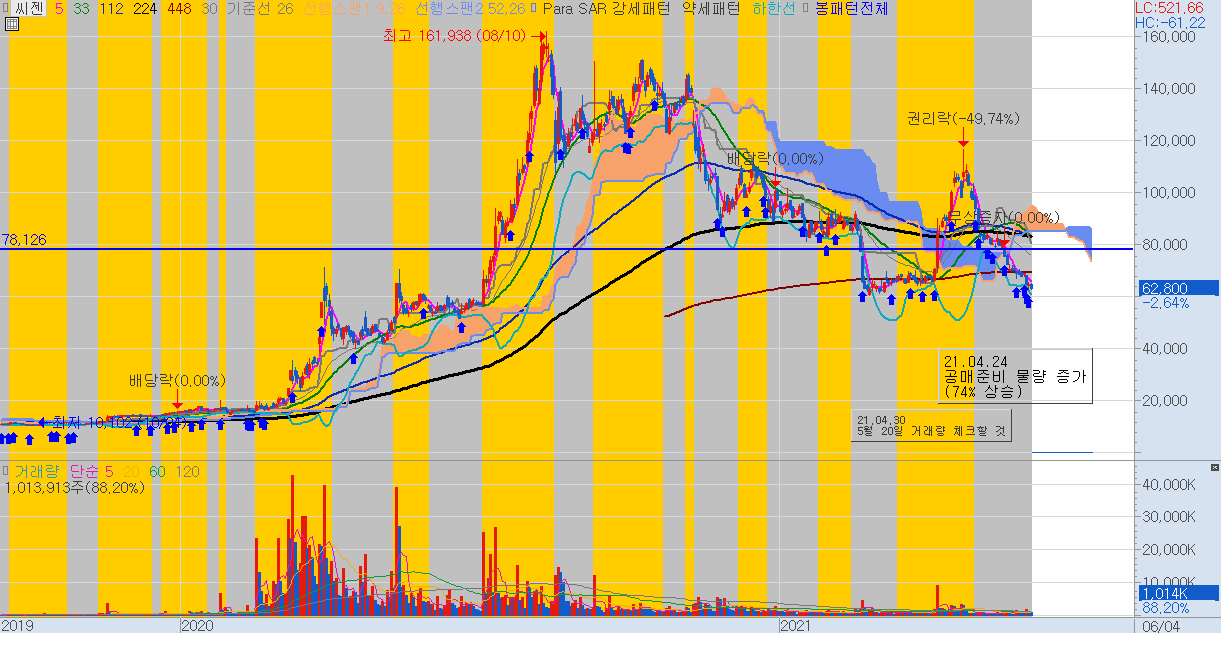 씨젠 5 33 112 224 448 30 기준선 26 선행스팬1 9,26 선행스팬2 52,26 Para SAR 강세패턴 약세패턴 하한선 봉패턴전체
LC:521.66
HC:-61.22
최고 161,938 (08/10)
160,000
140,000
권리락(-49,74%)
120,000
배당락(0,00%)
100,000
무상증자(0,00%)
78,126
80,000
62,800
-2.64%
40,000
21.04.24
공매준비 물량 증가
(74% 상승)
배당락(0,00%)
20,000
최저 10,102 (10/24)
21,04,30
5월 20일 거래량 체크할 것
거래량 단순 5 20 60 120
1,013,913주(88,20%)
40,000K
30,000K
20,000K
10,000K
1,014K
88,20%
2019
2020
2021
06/04